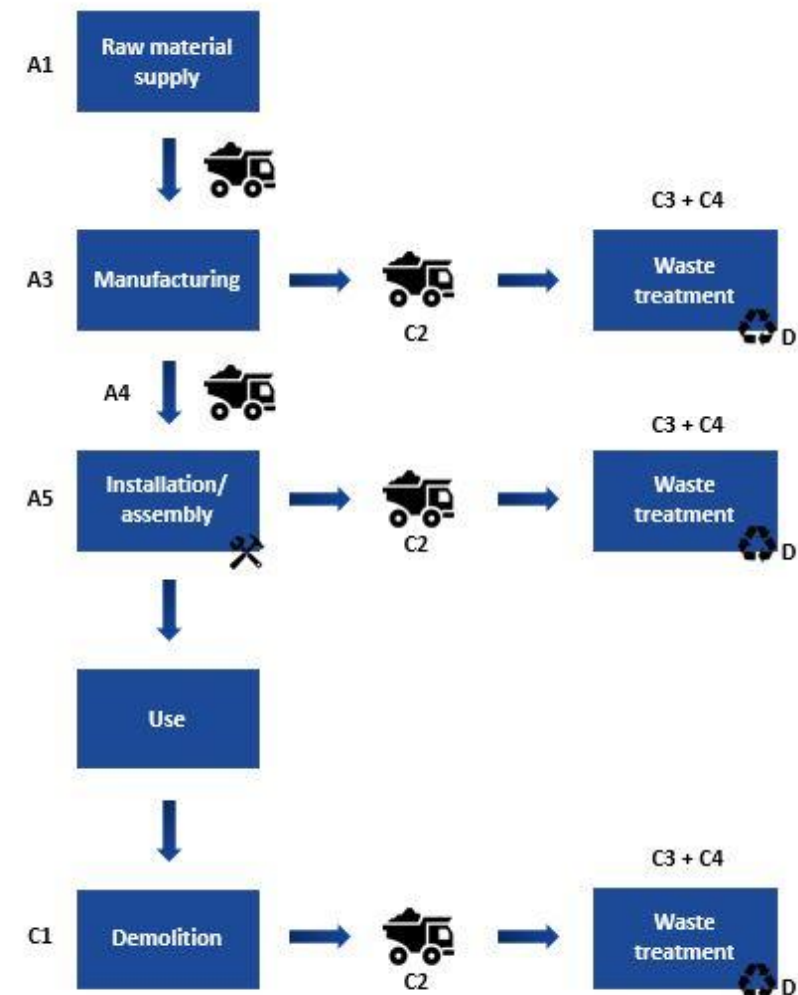 A1
Raw material
supply
C3 + C4
A3
Manufacturing
C2
Waste
treatment
D
A4
C3 + C4
A5
Installation/
assembly
C2
Waste
treatment
D
Use
C3 + C4
C1
Demolition
C2
Waste
treatment
D